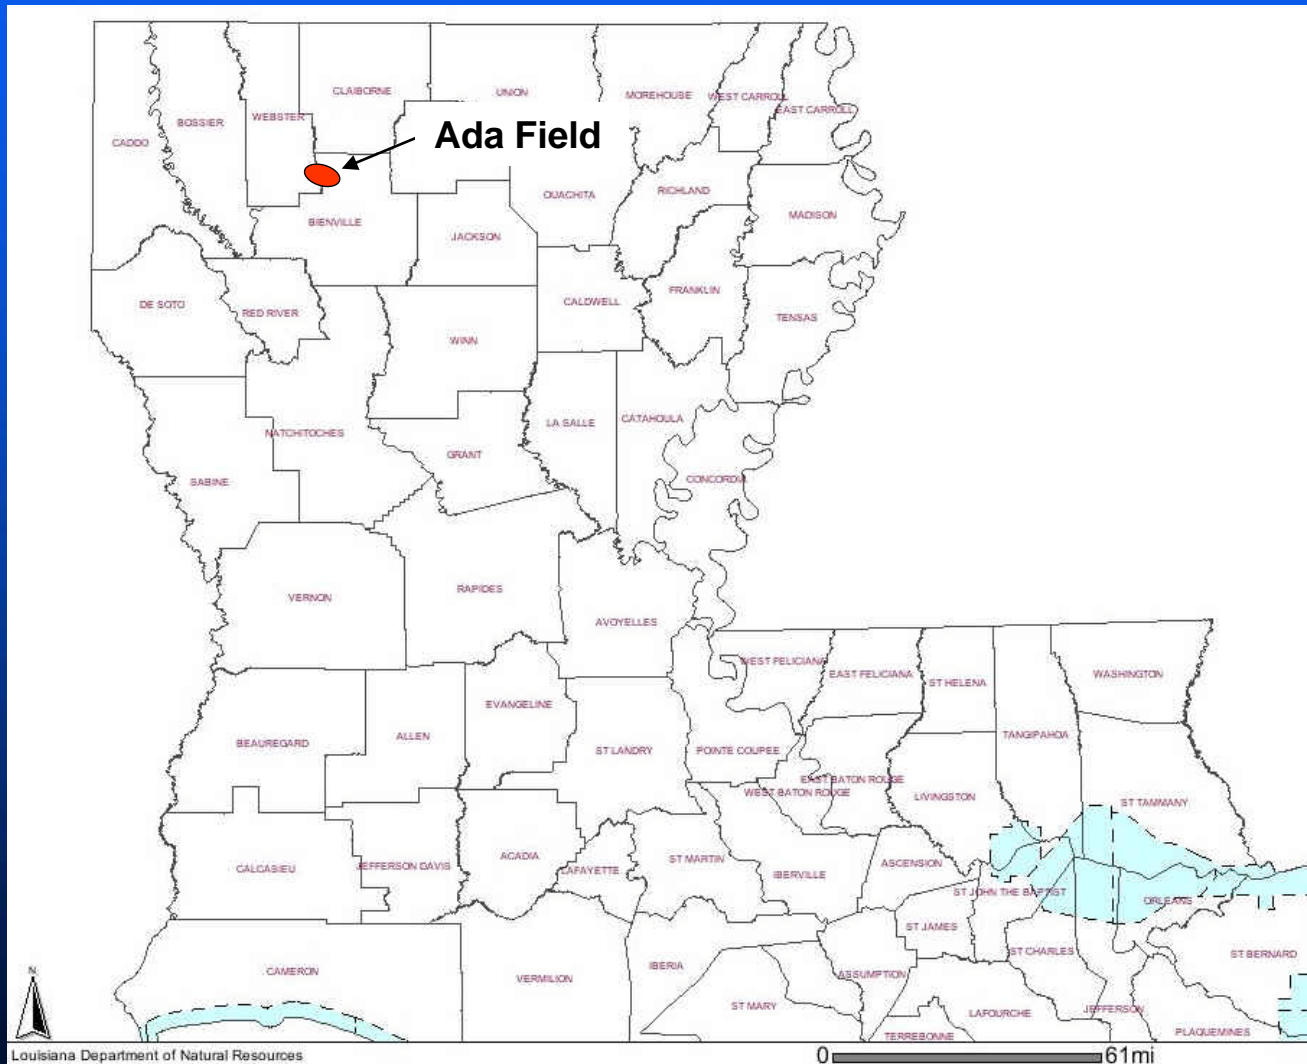 CLAIBORNE
UNION
MOREHOUSE
WEST CARROLL
EAST CARROLL
WEBSTER
BOSSIER
CADDO
Ada Field
OUACHITA
RICHLAND
MADISON
BIENVILLE
JACKSON
FRANKLIN
CALDWELL
DE SOTO
RED RIVER
TENSAS
WINN
LA SALLE
CATAHOULA
NATCHITOCHES
GRANT
SABINE
CONCORDIA
RAPIDES
VERNON
AVOYELLES
WEST FELICIANA
EAST FELICIANA
ST HELENA
WASHINGTON
EVANGELINE
BEAUREGARD
ALLEN
ST LANDRY
POINTE COUPEE
TANGIPAHOA
EAST BATON ROUGE
WEST BATON ROUGE
LIVINGSTON
ST TAMMANY
CALCASIEU
JEFFERSON DAVIS
ACADIA
LAFAYETTE
ST MARTIN
IBERVILLE
ASCENSION
ST JOHN THE BAPTIST
ORLEANS
ST JAMES
ST CHARLES
ST BERNARD
CAMERON
VERMILION
IBERIA
ASSUMPTION
ST MARY
LAFOURCHE
JEFFERSON
PLAQUEMINES
TERREBONNE
N
Louisiana Department of Natural Resources
0 61mi